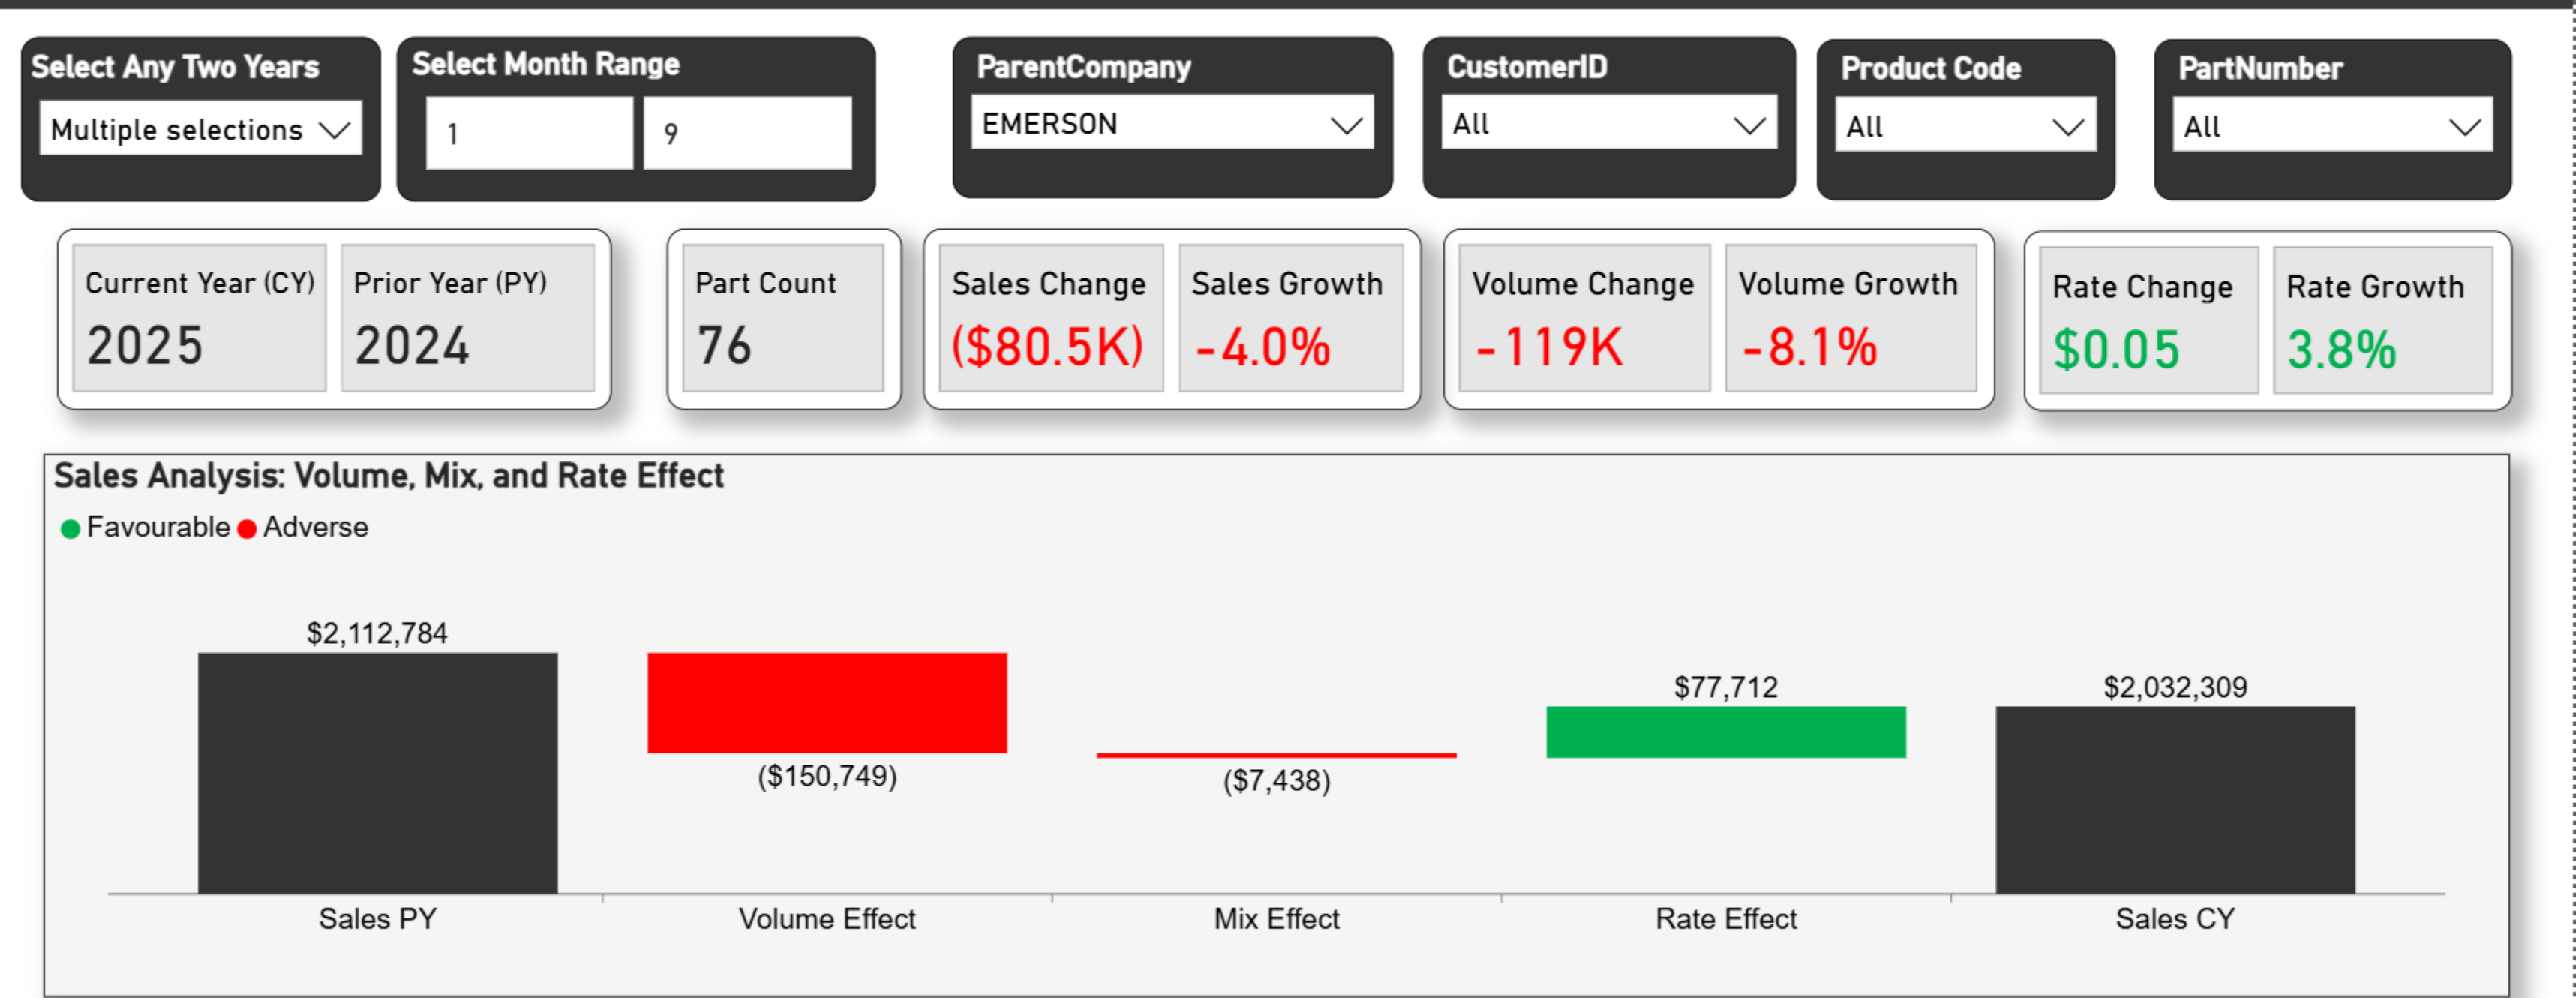 Select Any Two Years
Multiple selections
Select Month Range
1 9
ParentCompany
EMERSON
CustomerID
All
Product Code
All
PartNumber
All
Current Year (CY)
2025
Prior Year (PY)
2024
Part Count
76
Sales Change
($80.5K)
Sales Growth
-4.0%
Volume Change
-119K
Volume Growth
-8.1%
Rate Change
$0.05
Rate Growth
3.8%
Sales Analysis: Volume, Mix, and Rate Effect
Favourable Adverse
$2,112,784
($150,749)
($7,438)
$77,712
$2,032,309
Sales PY
Volume Effect
Mix Effect
Rate Effect
Sales CY